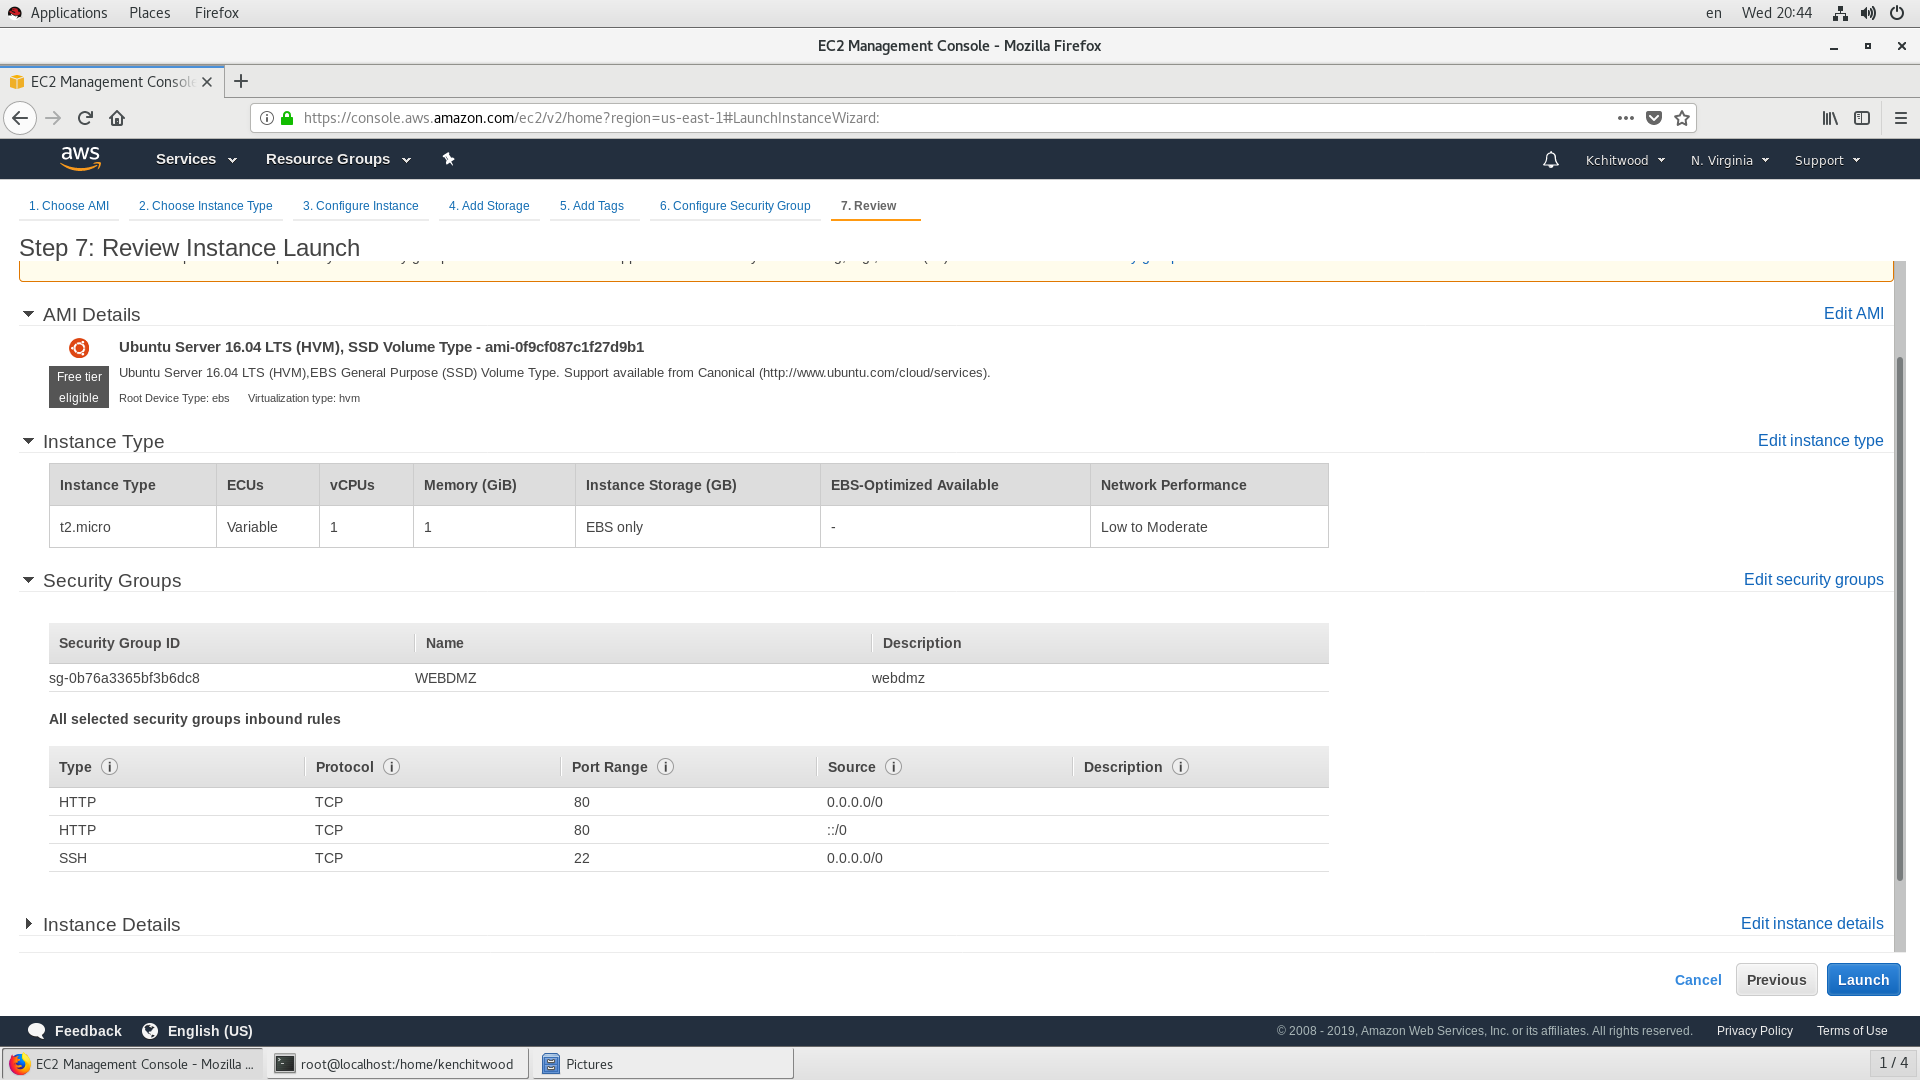 Applications Places Firefox en Wed 20:44
EC2 Management Console - Mozilla Firefox
EC2 Management Console
https://console.aws.amazon.com/ec2/v2/home?region=us-east-1#LaunchInstanceWizard:
aws Services Resource Groups Kchitwood N. Virginia Support
1. Choose AMI 2. Choose Instance Type 3. Configure Instance 4. Add Storage 5. Add Tags 6. Configure Security Group 7. Review
Step 7: Review Instance Launch
AMI Details Edit AMI
Ubuntu Server 16.04 LTS (HVM), SSD Volume Type - ami-0f9cf087c1f27d9b1
Free tier eligible
Ubuntu Server 16.04 LTS (HVM),EBS General Purpose (SSD) Volume Type. Support available from Canonical (http://www.ubuntu.com/cloud/services).
Root Device Type: ebs Virtualization type: hvm
Instance Type Edit instance type
Instance Type ECUs vCPUs Memory (GiB) Instance Storage (GB) EBS-Optimized Available Network Performance
t2.micro Variable 1 1 EBS only - Low to Moderate
Security Groups Edit security groups
Security Group ID Name Description
sg-0b76a3365bf3b6dc8 WEBDMZ webdmz
All selected security groups inbound rules
Type Protocol Port Range Source Description
HTTP TCP 80 0.0.0.0/0
HTTP TCP 80 ::/0
SSH TCP 22 0.0.0.0/0
Instance Details Edit instance details
Cancel Previous Launch
Feedback English (US) © 2008 - 2019, Amazon Web Services, Inc. or its affiliates. All rights reserved. Privacy Policy Terms of Use
EC2 Management Console - Mozilla ... root@localhost:/home/kenchitwood Pictures 1 / 4